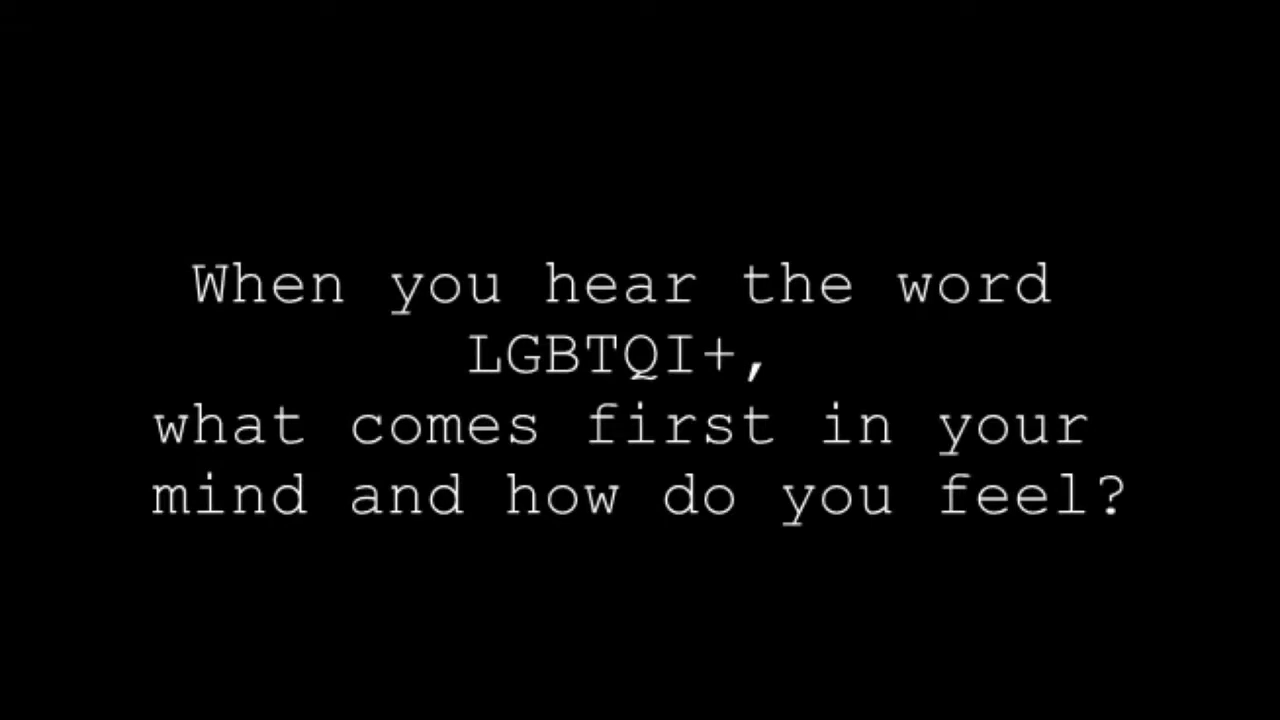 When you hear the word
LGBTQI+,
what comes first in your
mind and how do you feel?